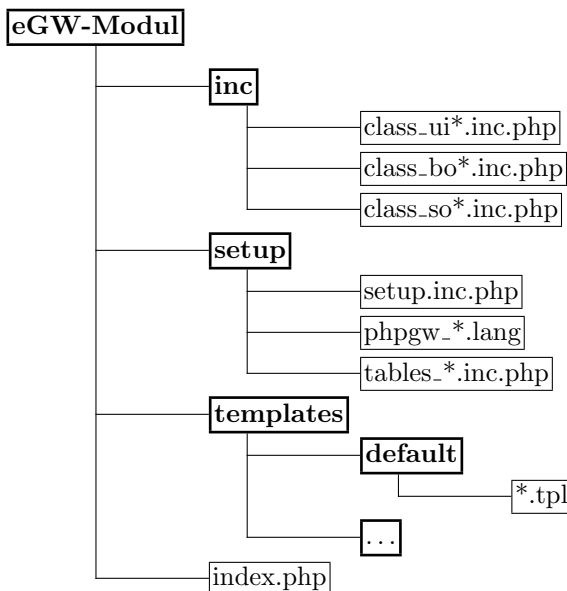 eGW-Modul
inc
class_ui*.inc.php
class_bo*.inc.php
class_so*.inc.php
setup
setup.inc.php
phpgw_*.lang
tables_*.inc.php
templates
default
*.tpl
...
index.php